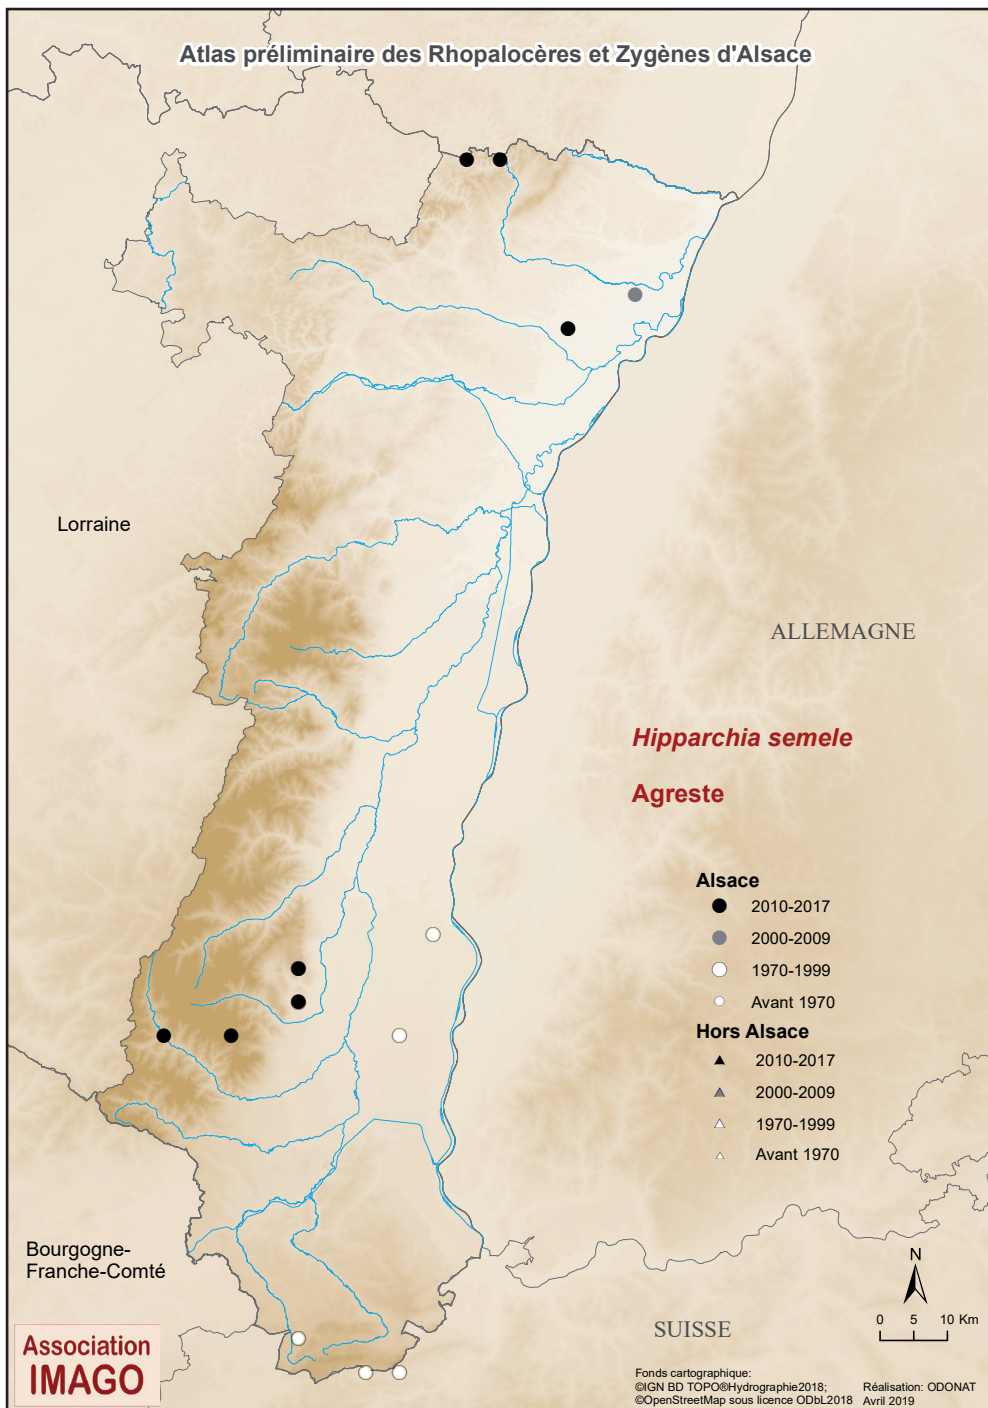 Atlas préliminaire des Rhopalocères et Zygènes d'Alsace
Lorraine
ALLEMAGNE
Hipparchia semele
Agreste
Alsace
2010-2017
2000-2009
1970-1999
Avant 1970
Hors Alsace
2010-2017
2000-2009
1970-1999
Avant 1970
Bourgogne-
Franche-Comté
N
0 5 10 Km
SUISSE
Association
IMAGO
Fonds cartographique:
©IGN BD TOPO®Hydrographie2018;
©OpenStreetMap sous licence ODbL2018
Réalisation: ODONAT
Avril 2019